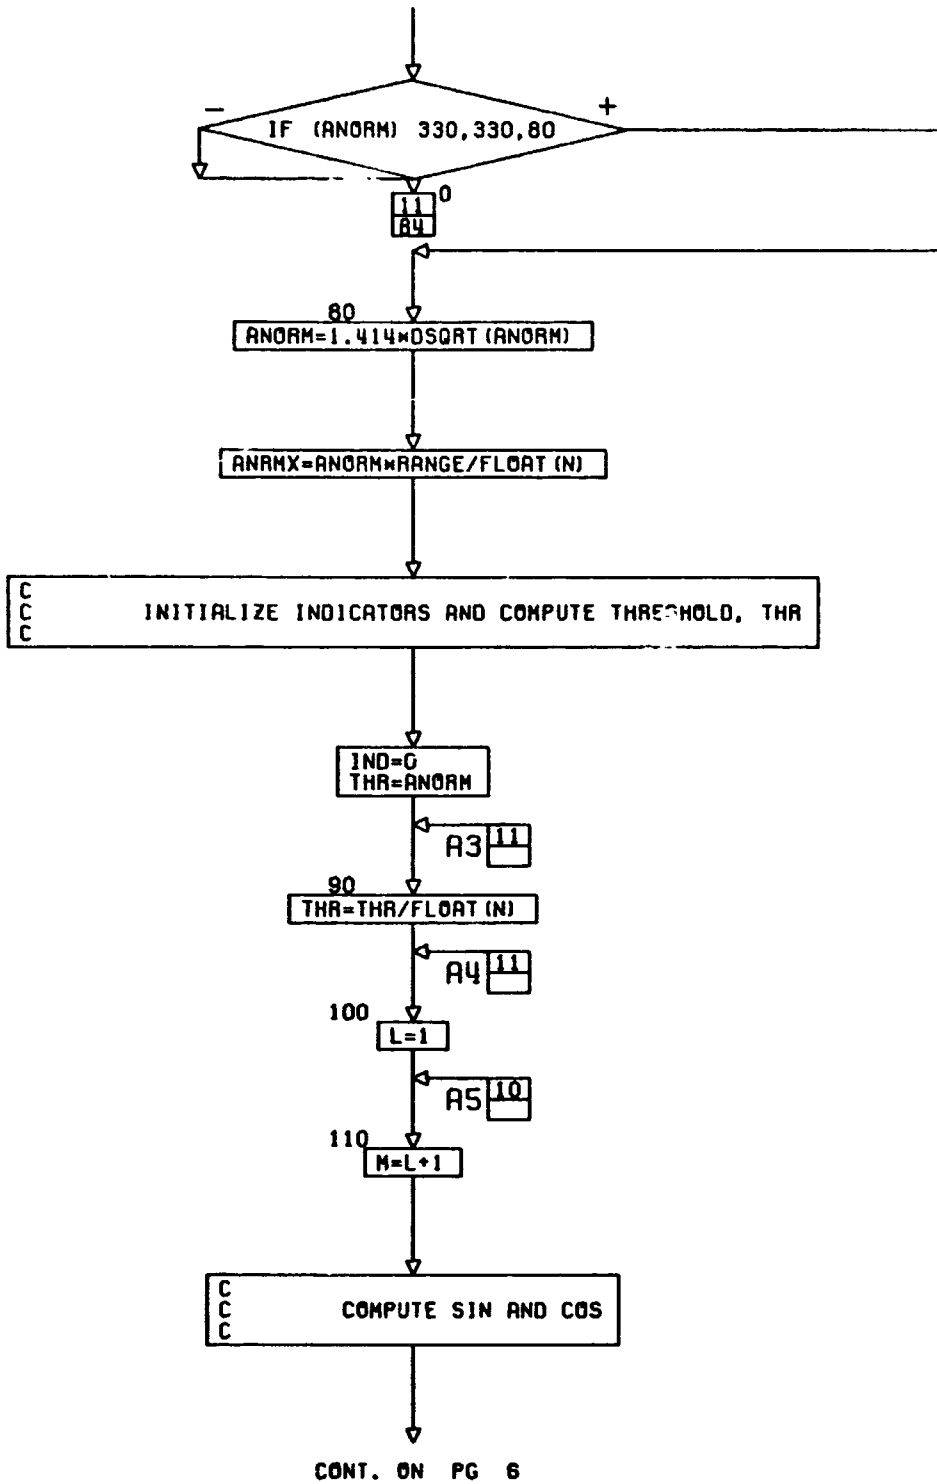 − +
IF (ANORM) 330,330,80
0
11
B4
80
ANORM=1.414*DSQRT(ANORM)
ANRMX=ANORM*RANGE/FLOAT(N)
C
C INITIALIZE INDICATORS AND COMPUTE THRESHOLD, THR
C
IND=0
THR=ANORM
A3 11
90
THR=THR/FLOAT(N)
A4 11
100
L=1
A5 10
110
M=L+1
C
C COMPUTE SIN AND COS
C
CONT. ON PG 6